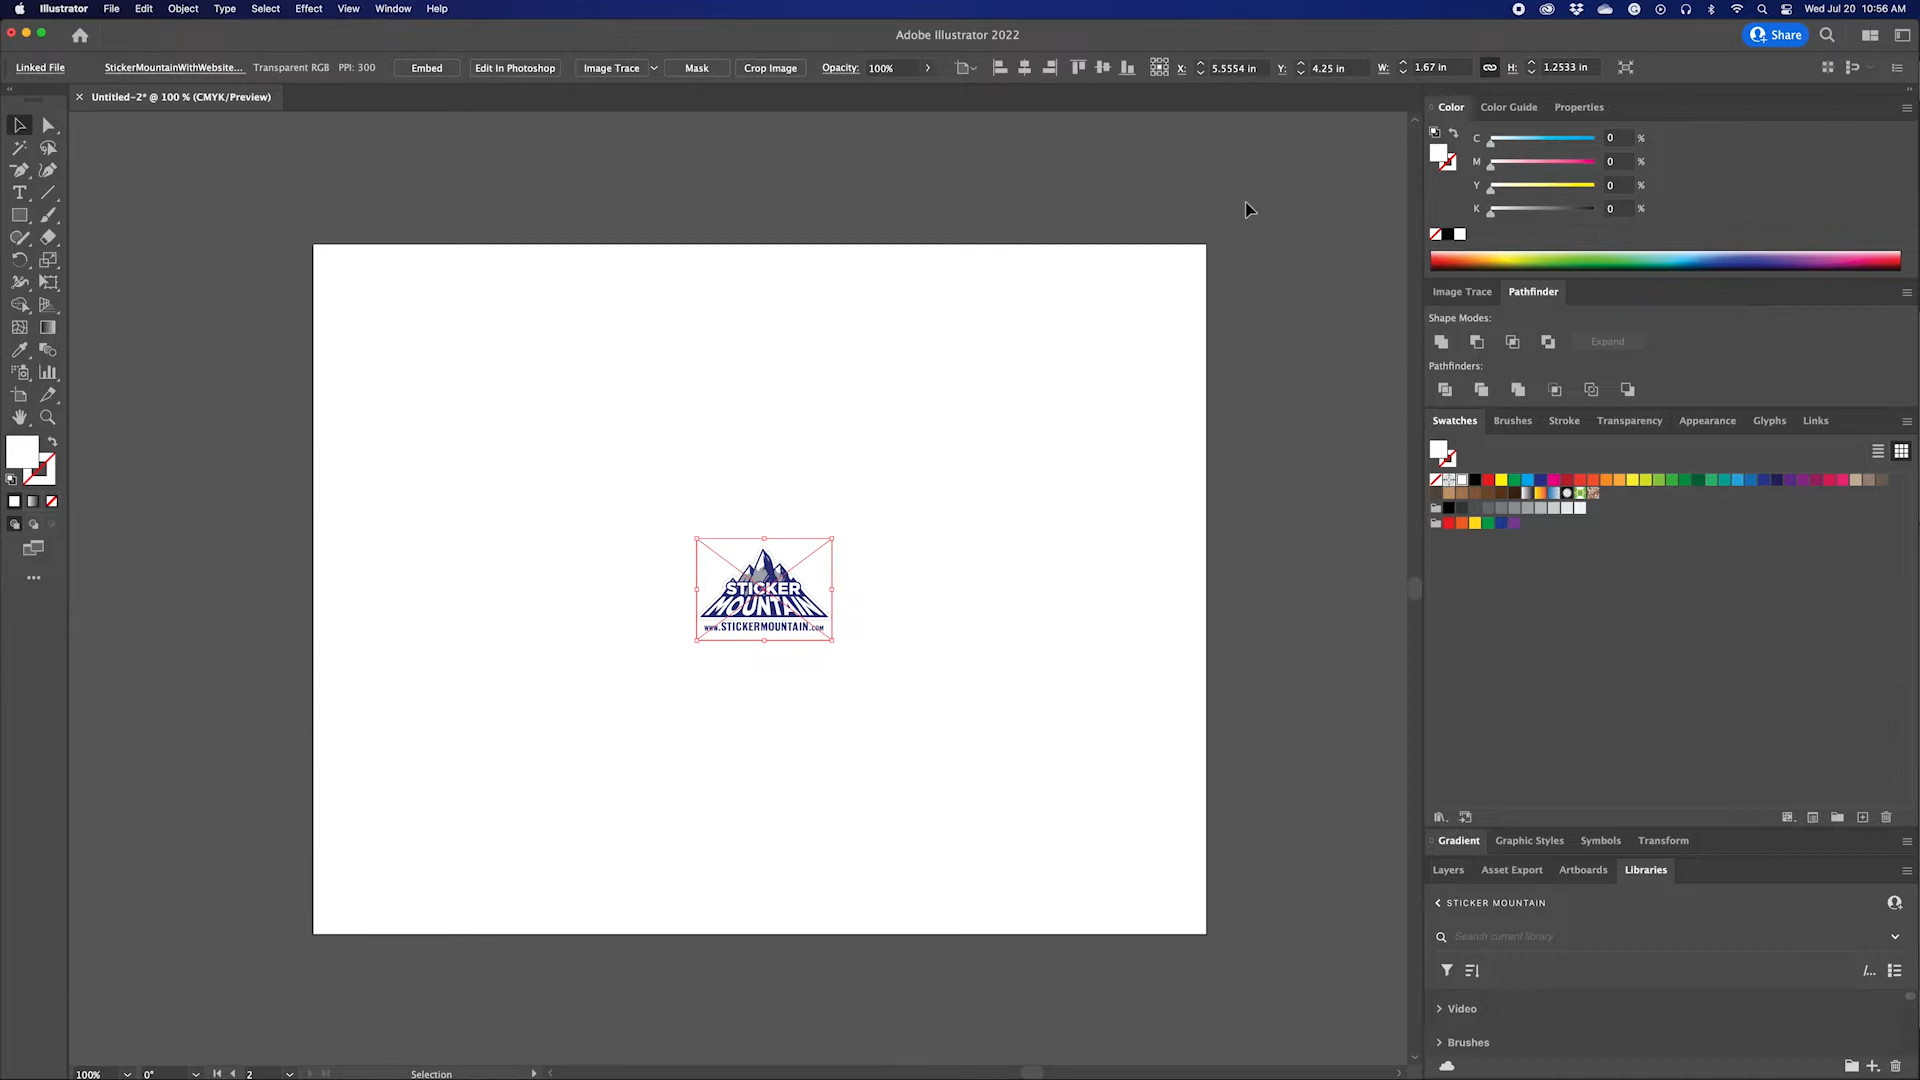 Illustrator File Edit Object Type Select Effect View Window Help Wed Jul 20 10:56 AM
Adobe Illustrator 2022 Share
Linked File StickerMountainWithWebsite... Transparent RGB PPI: 300 Embed Edit In Photoshop Image Trace Mask Crop Image Opacity: 100% X: 5.5554 in Y: 4.25 in W: 1.67 in H: 1.2533 in
Untitled-2* @ 100 % (CMYK/Preview)
Color Color Guide Properties
C 0 %
M 0 %
Y 0 %
K 0 %
Image Trace Pathfinder
Shape Modes:
Expand
Pathfinders:
Swatches Brushes Stroke Transparency Appearance Glyphs Links
STICKER
MOUNTAIN
www.STICKERMOUNTAIN.com
Gradient Graphic Styles Symbols Transform
Layers Asset Export Artboards Libraries
STICKER MOUNTAIN
Search current library
/...
Video
Brushes
100% 0° 2 Selection